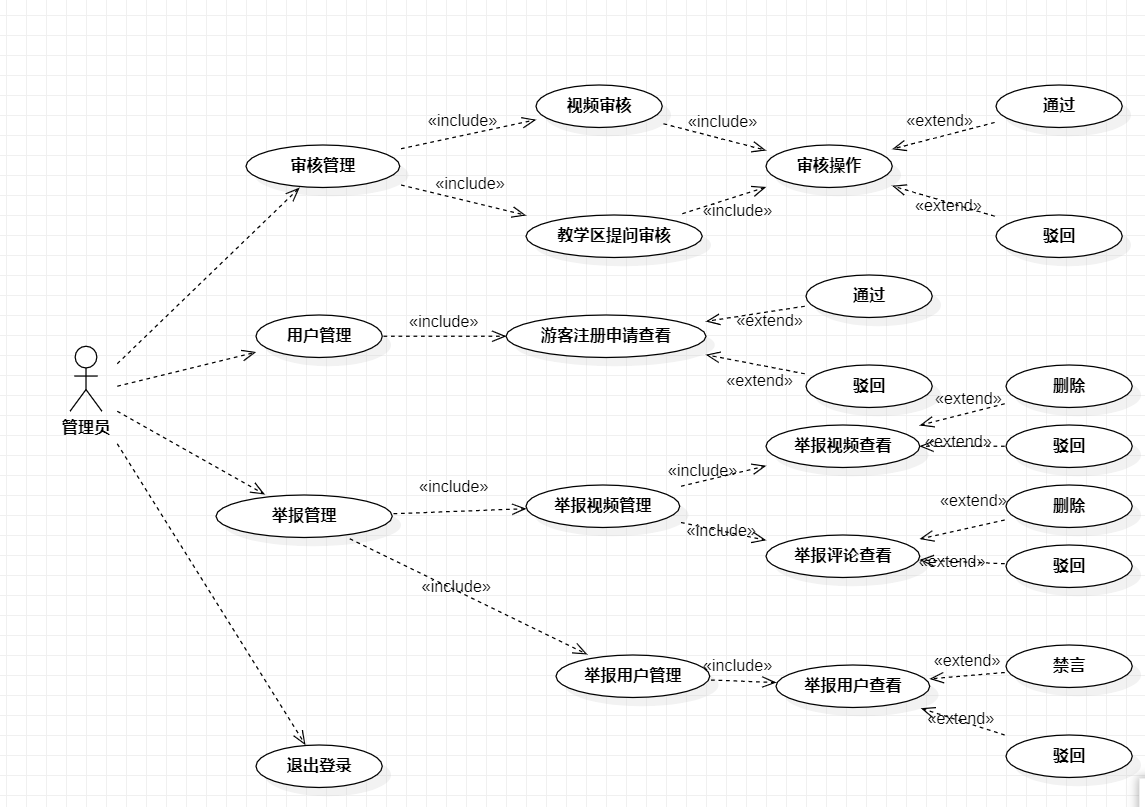 «include»
视频审核
«include»
«extend»
通过
审核管理
审核操作
«include»
«include»
«extend»
教学区提问审核
驳回
用户管理
«include»
游客注册申请查看
«extend»
通过
«extend»
驳回
管理员
«extend»
删除
举报视频查看
«extend»
驳回
举报管理
«include»
举报视频管理
«include»
«include»
举报评论查看
«extend»
删除
«extend»
驳回
«include»
举报用户管理
«include»
举报用户查看
«extend»
禁言
«extend»
驳回
退出登录